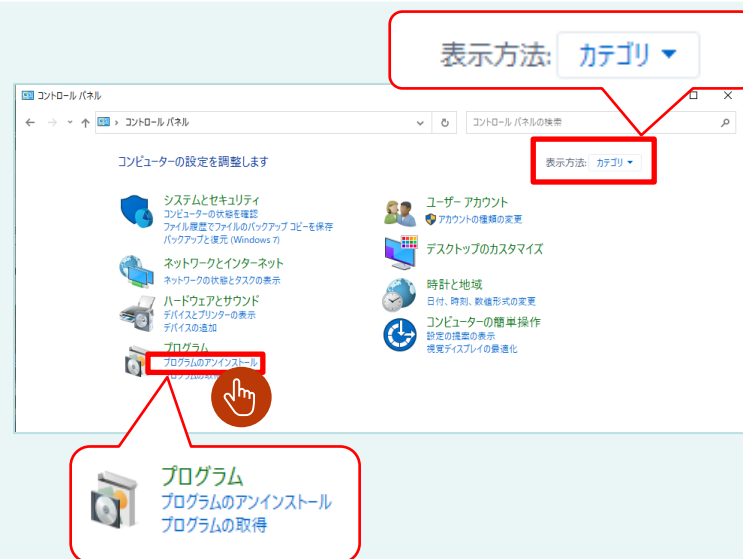 表示方法: カテゴリ
コントロール パネル
コントロール パネル
コントロール パネルの検索
コンピューターの設定を調整します
表示方法: カテゴリ
システムとセキュリティ
コンピューターの状態を確認
ファイル履歴でファイルのバックアップ コピーを保存
バックアップと復元 (Windows 7)
ネットワークとインターネット
ネットワークの状態とタスクの表示
ハードウェアとサウンド
デバイスとプリンターの表示
デバイスの追加
プログラム
プログラムのアンインストール
プログラムの取得
ユーザー アカウント
アカウントの種類の変更
デスクトップのカスタマイズ
時計と地域
日付、時刻、数値形式の変更
コンピューターの簡単操作
設定の提案の表示
視覚ディスプレイの最適化
プログラム
プログラムのアンインストール
プログラムの取得